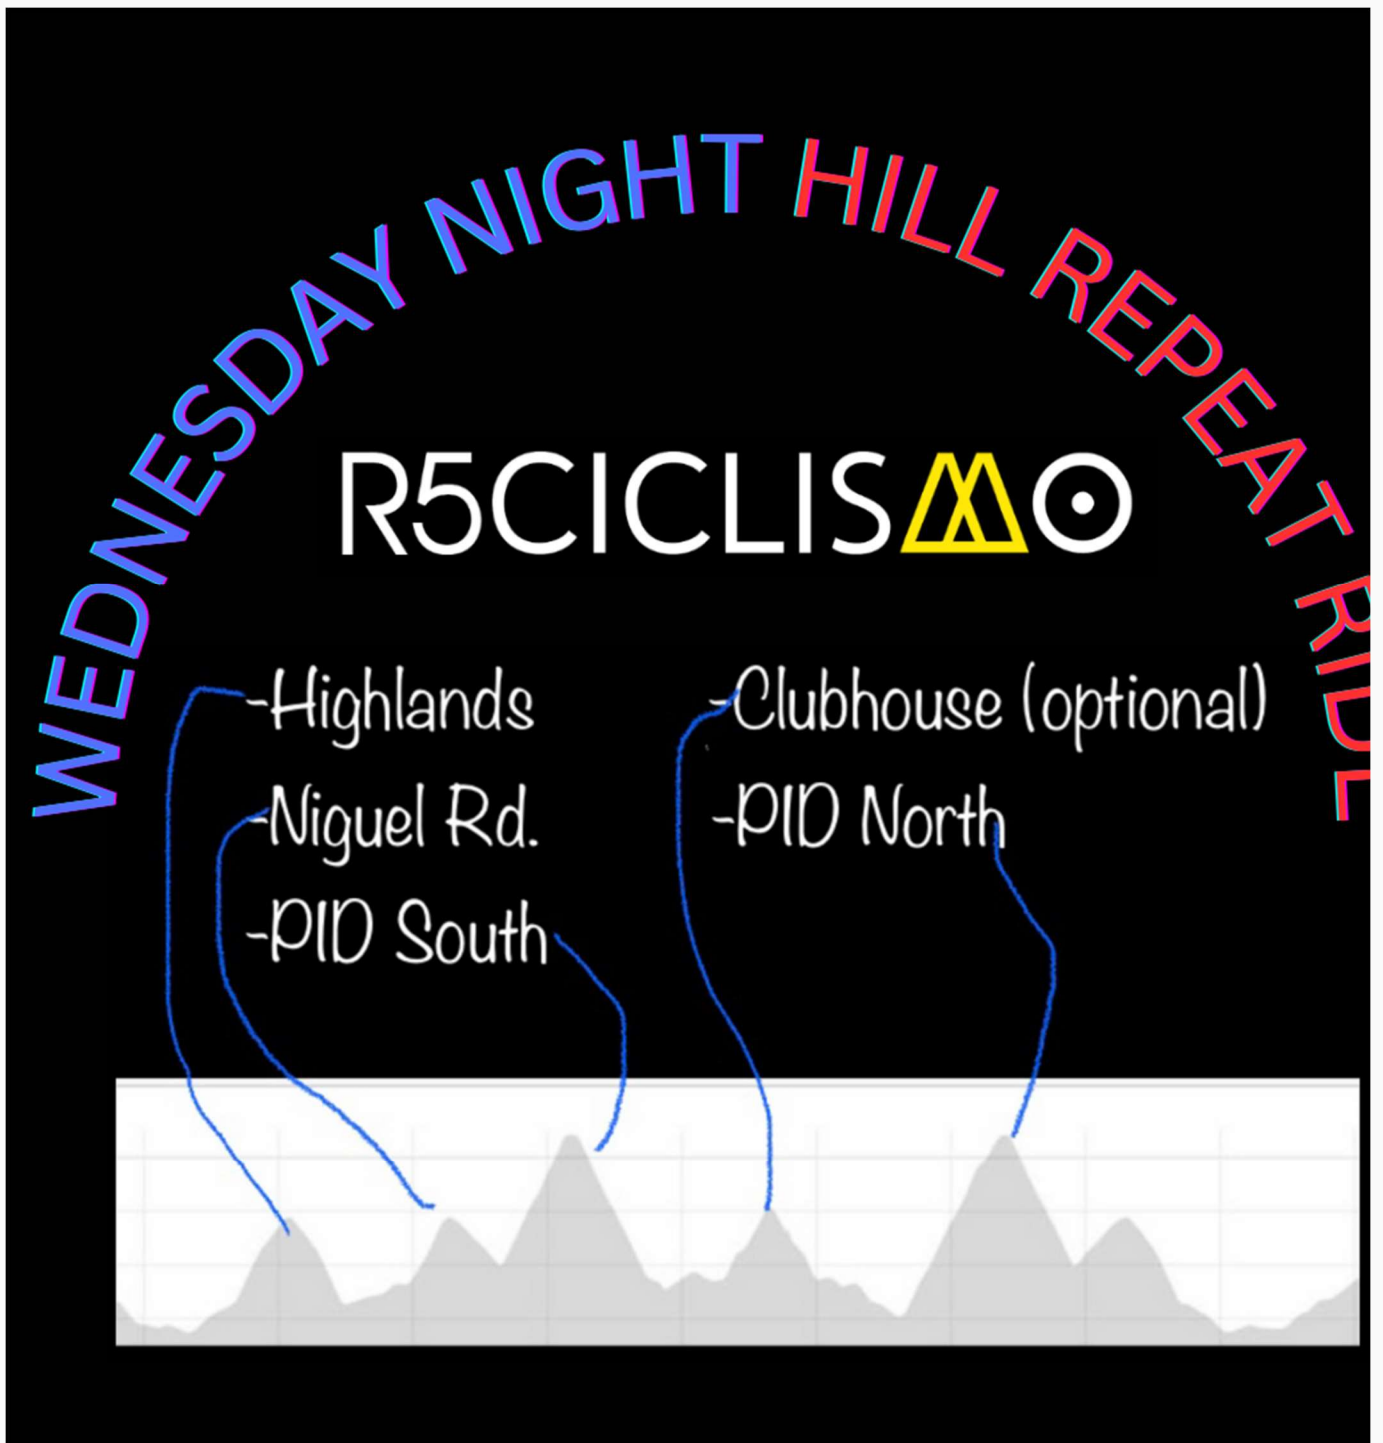 WEDNESDAY NIGHT HILL REPEAT RIDE
R5CICLISMO
-Highlands
-Niguel Rd.
-PID South
-Clubhouse (optional)
-PID North